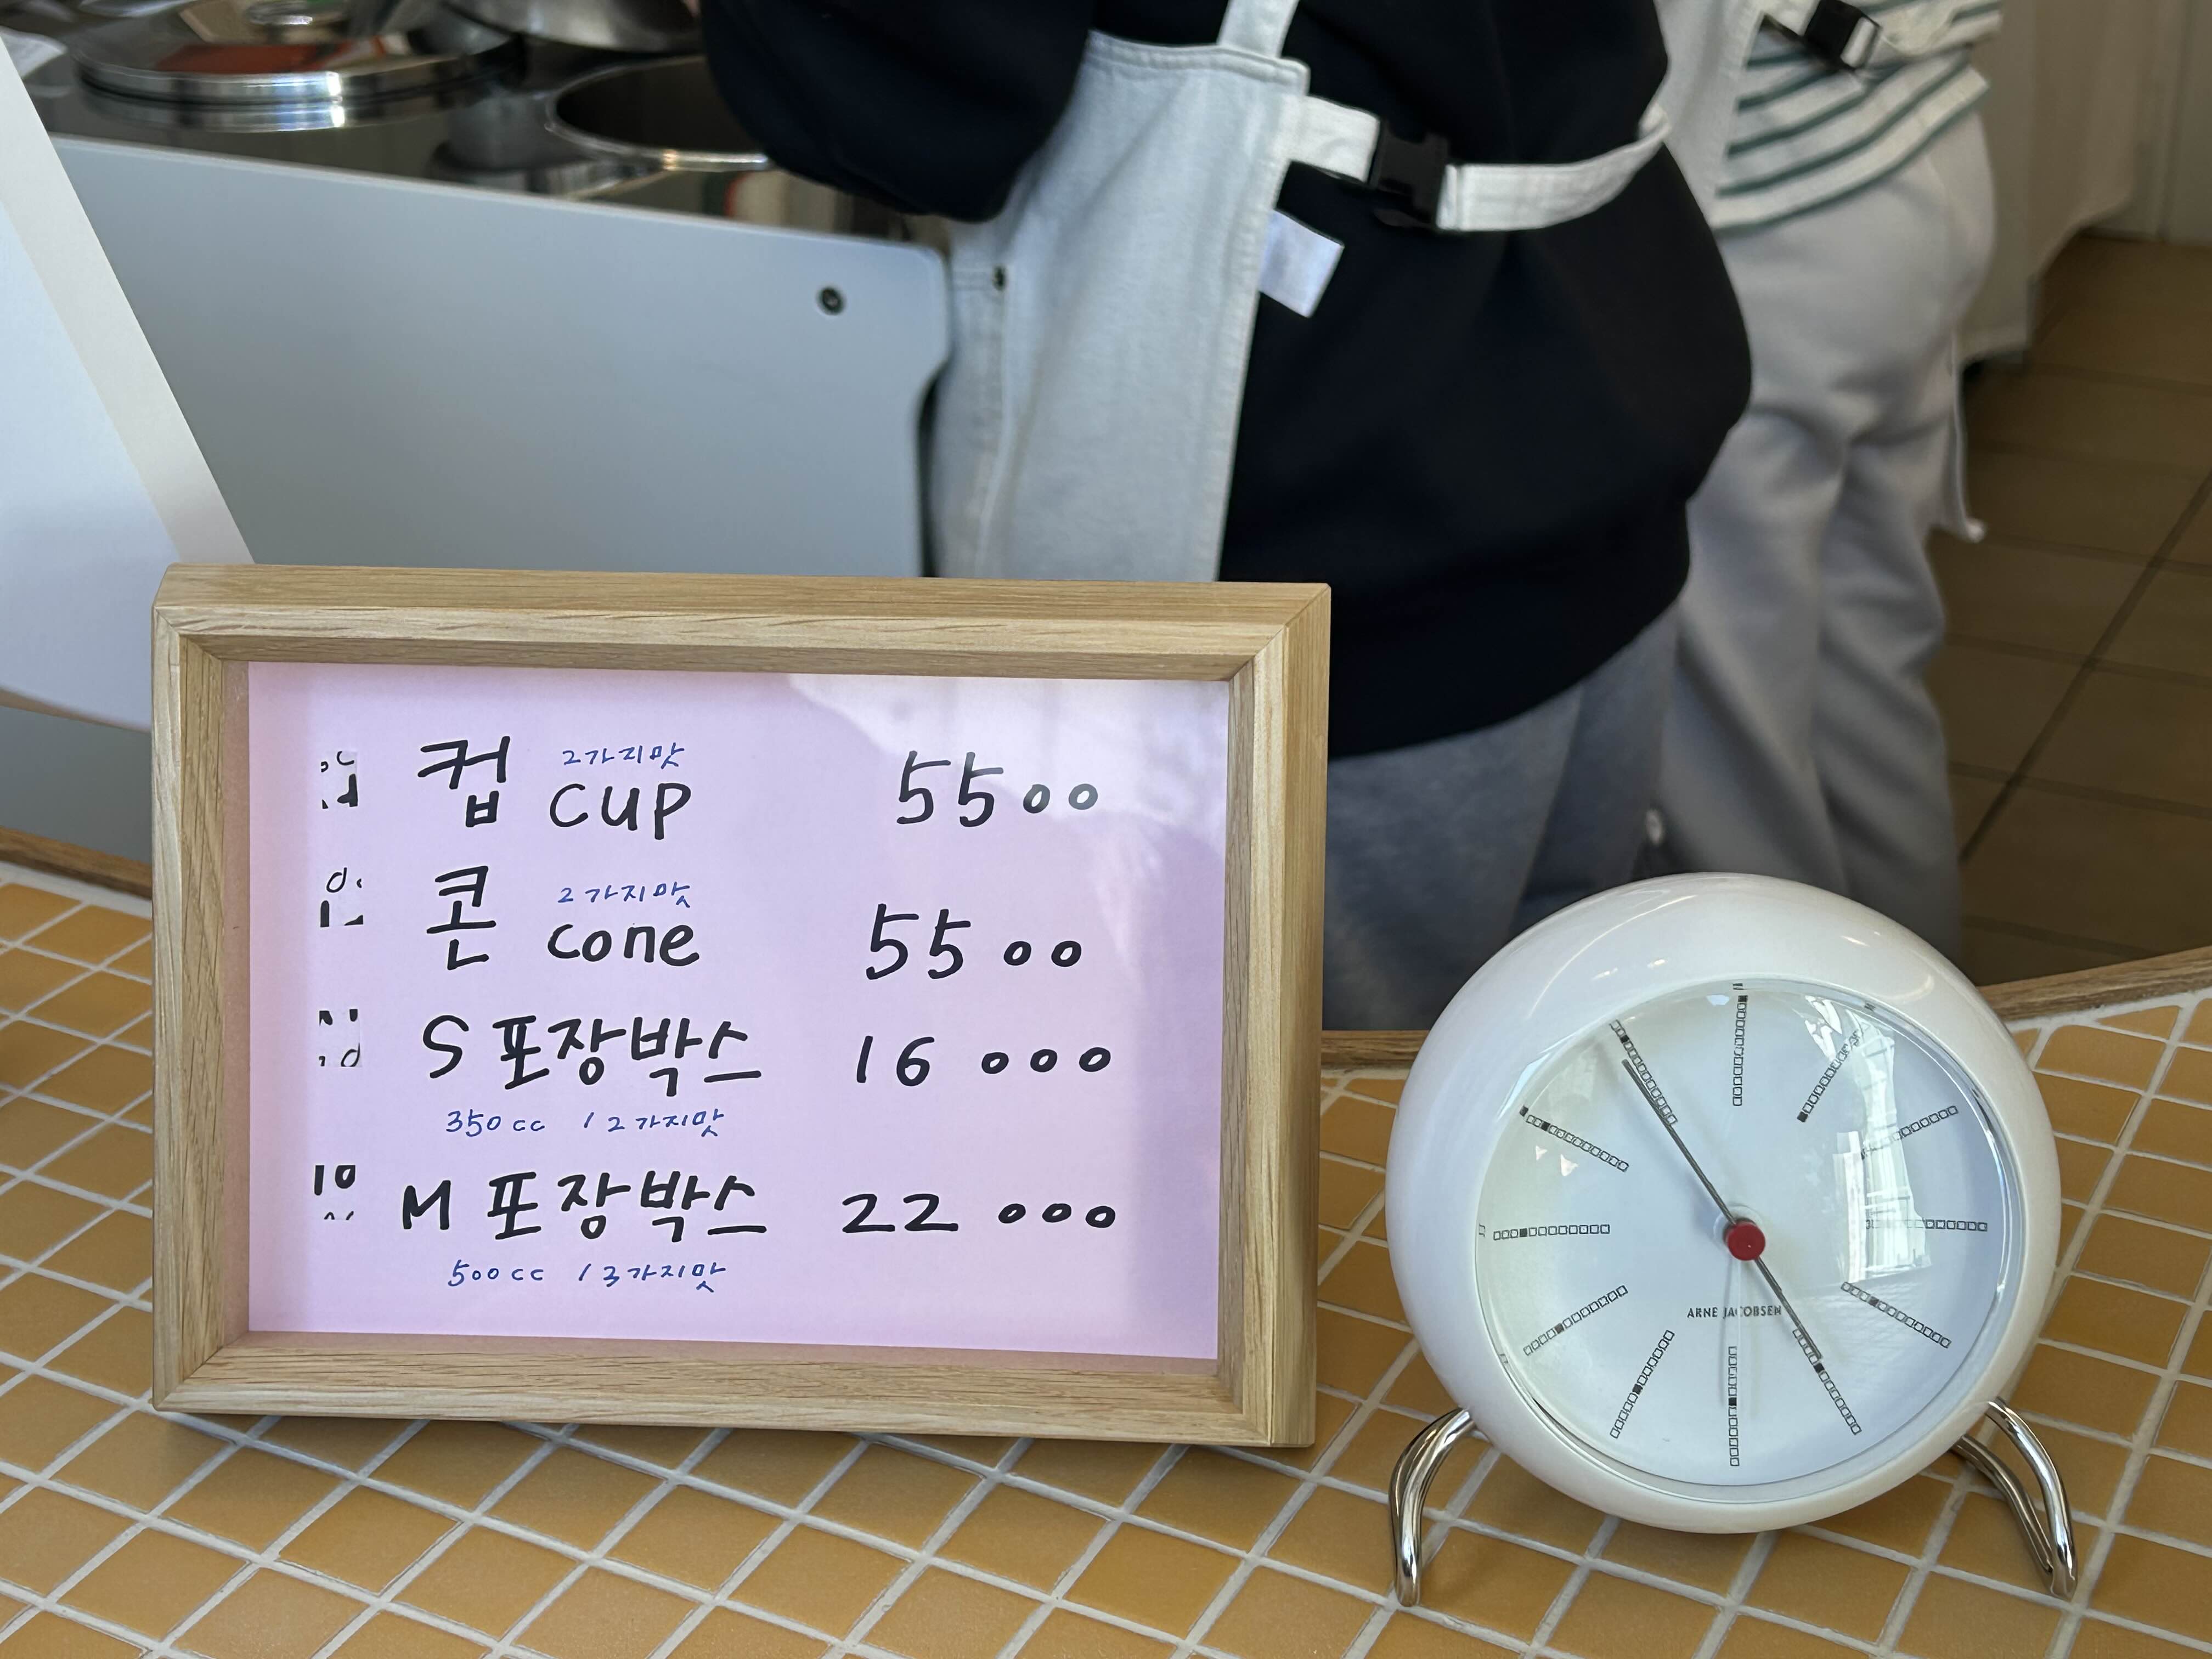 컵 2가지맛 cup 5500
콘 2가지맛 cone 5500
S 포장박스 16000
350cc / 2가지맛
M 포장박스 22000
500cc / 3가지맛
ARNE JACOBSEN